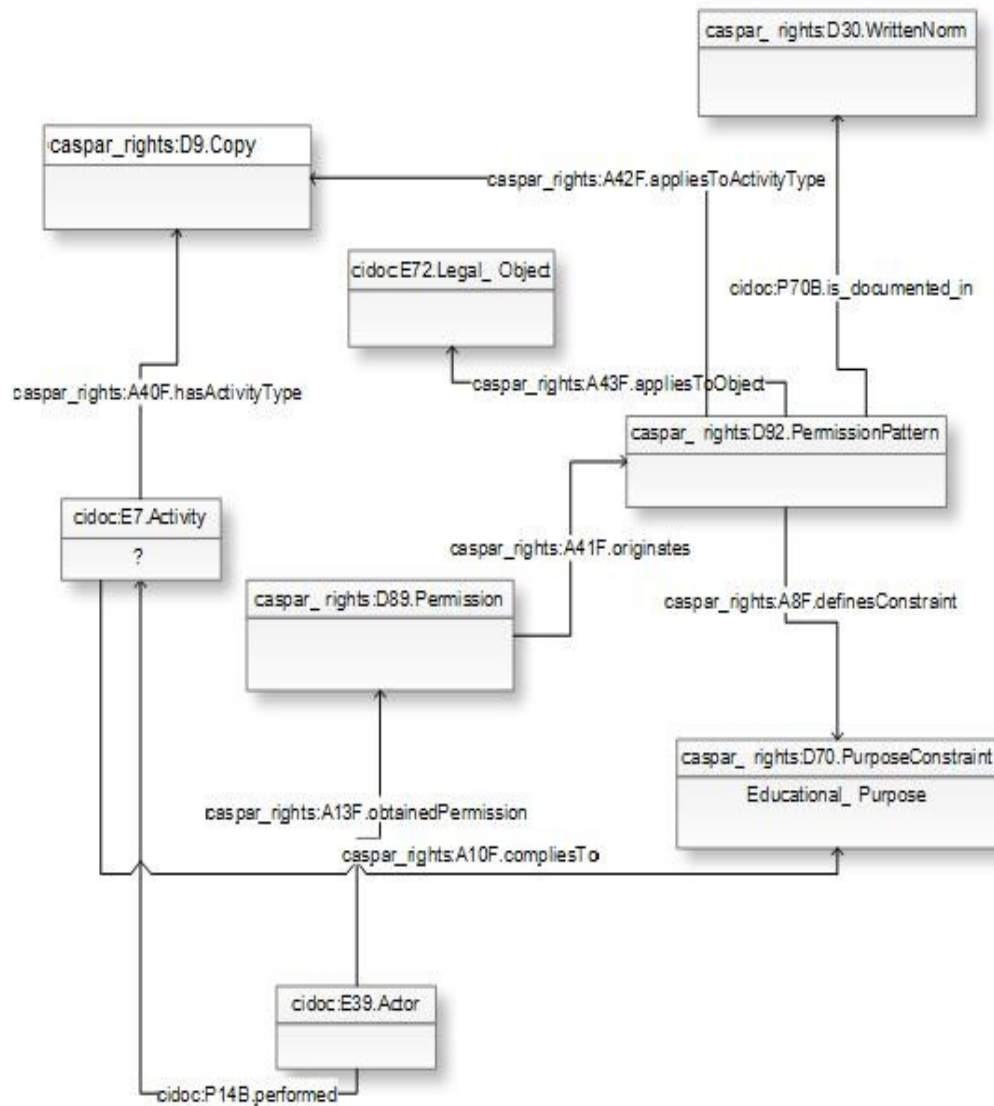 caspar_ rights:D30.WrittenNorm
caspar_rights:D9.Copy
caspar_rights:A42F.appliesToActivityType
cidoc:E72.Legal_ Object
cidoc:P70B.is_documented_in
caspar_rights:A40F.hasActivityType
caspar_rights:A43F.appliesToObject
caspar_ rights:D92.PermissionPattern
cidoc:E7.Activity
?
caspar_rights:A41F.originates
caspar_ rights:D89.Permission
caspar_rights:A8F.definesConstraint
caspar_ rights:D70.PurposeConstraint
Educational_ Purpose
caspar_rights:A13F.obtainedPermission
caspar_rights:A10F.compliesTo
cidoc:E39.Actor
cidoc:P14B.performed